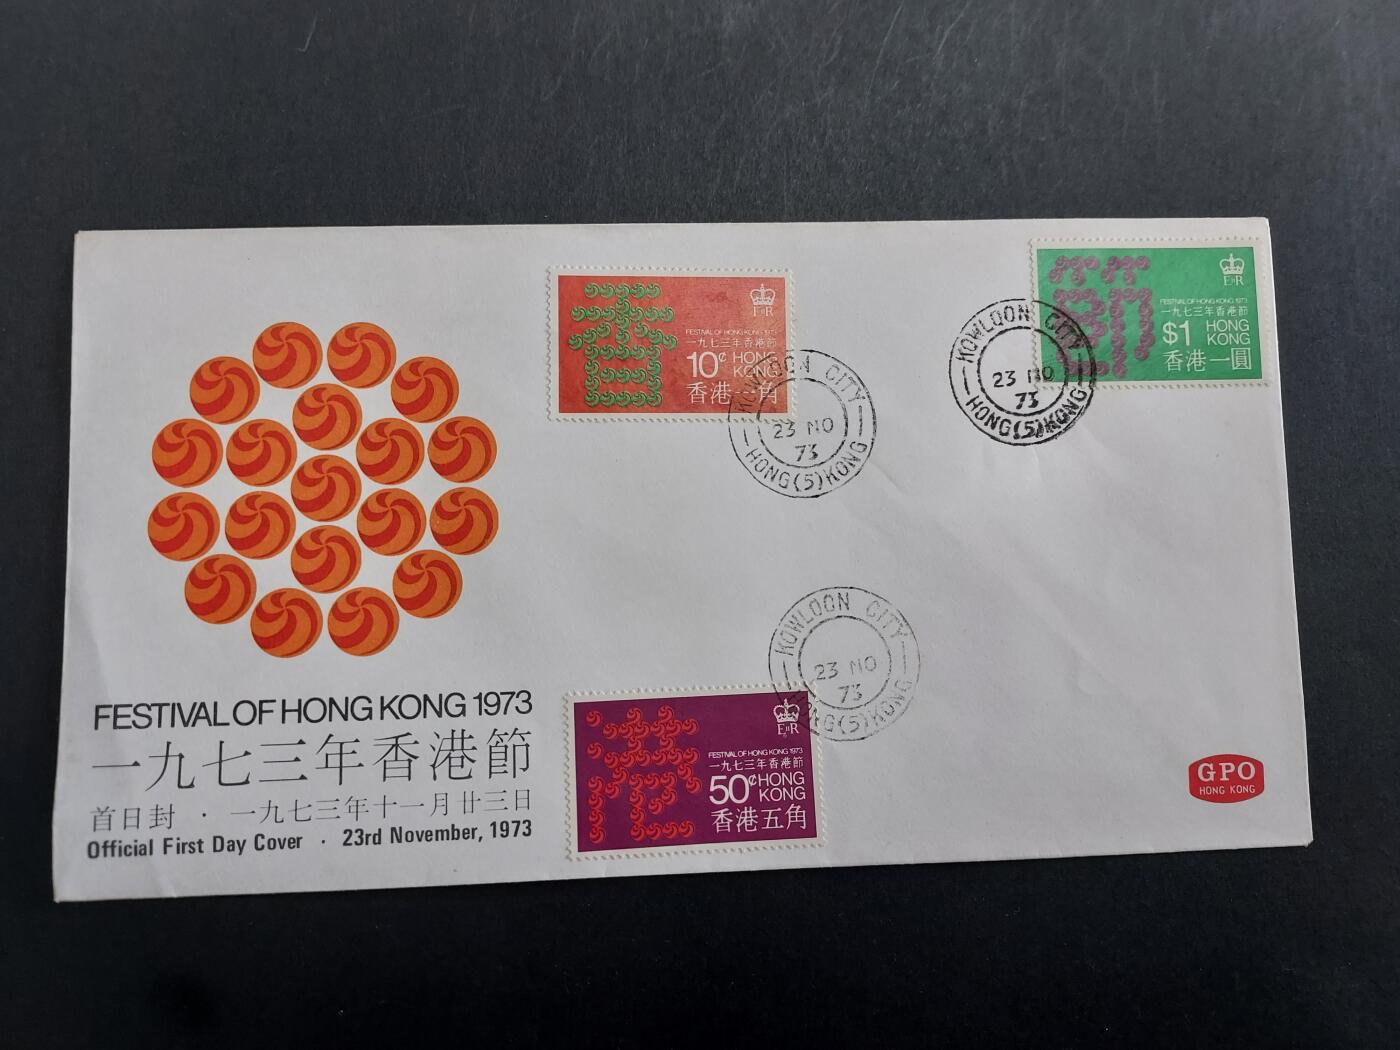 FESTIVAL OF HONG KONG 1973
一九七三年香港節
首日封 · 一九七三年十一月廿三日
Official First Day Cover · 23rd November, 1973
香
E R
FESTIVAL OF HONG KONG 1973
一九七三年香港節
10¢ HONG
KONG
香港一角
KOWLOON CITY
23 NO
73
HONG(5)KONG
節
E R
FESTIVAL OF HONG KONG 1973
一九七三年香港節
$1 HONG
KONG
香港一圓
KOWLOON CITY
23 NO
73
HONG(5)KONG
港
E R
FESTIVAL OF HONG KONG 1973
一九七三年香港節
50¢ HONG
KONG
香港五角
KOWLOON CITY
23 NO
73
HONG(5)KONG
GPO
HONG KONG